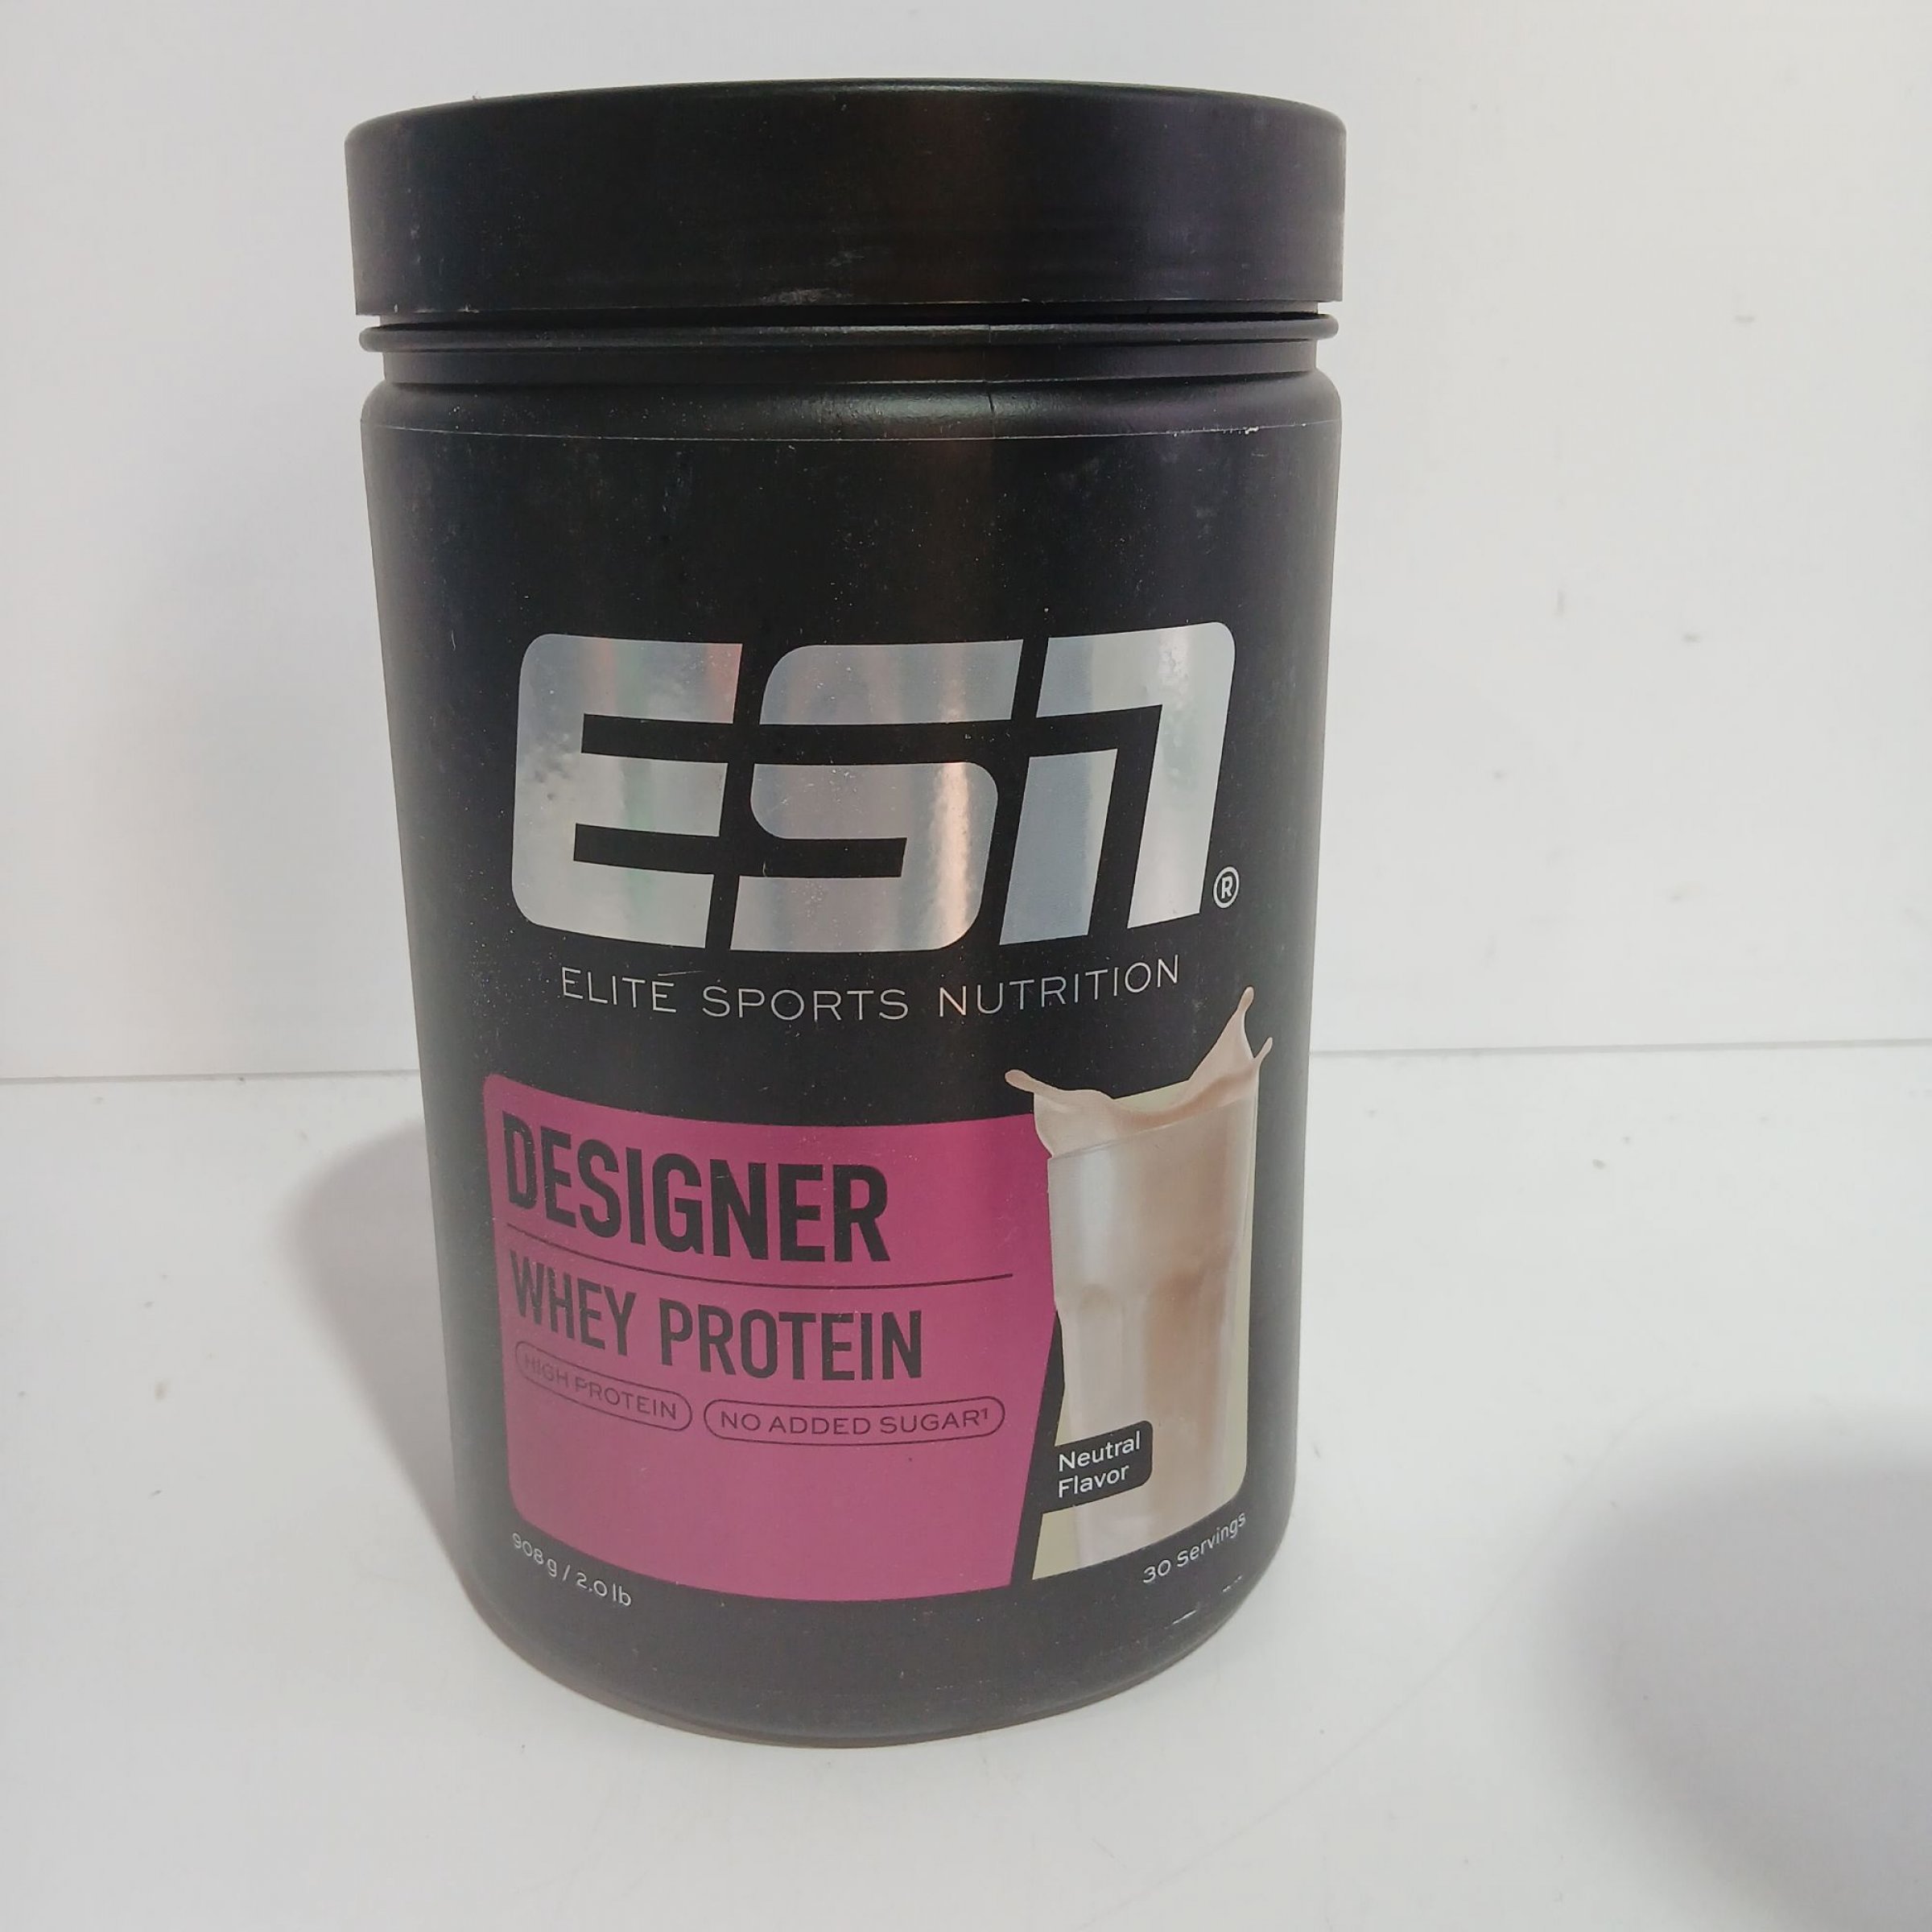 ESN®
ELITE SPORTS NUTRITION
DESIGNER
WHEY PROTEIN
HIGH PROTEIN NO ADDED SUGAR¹
Neutral
Flavor
908 g / 2.0 lb 30 Servings